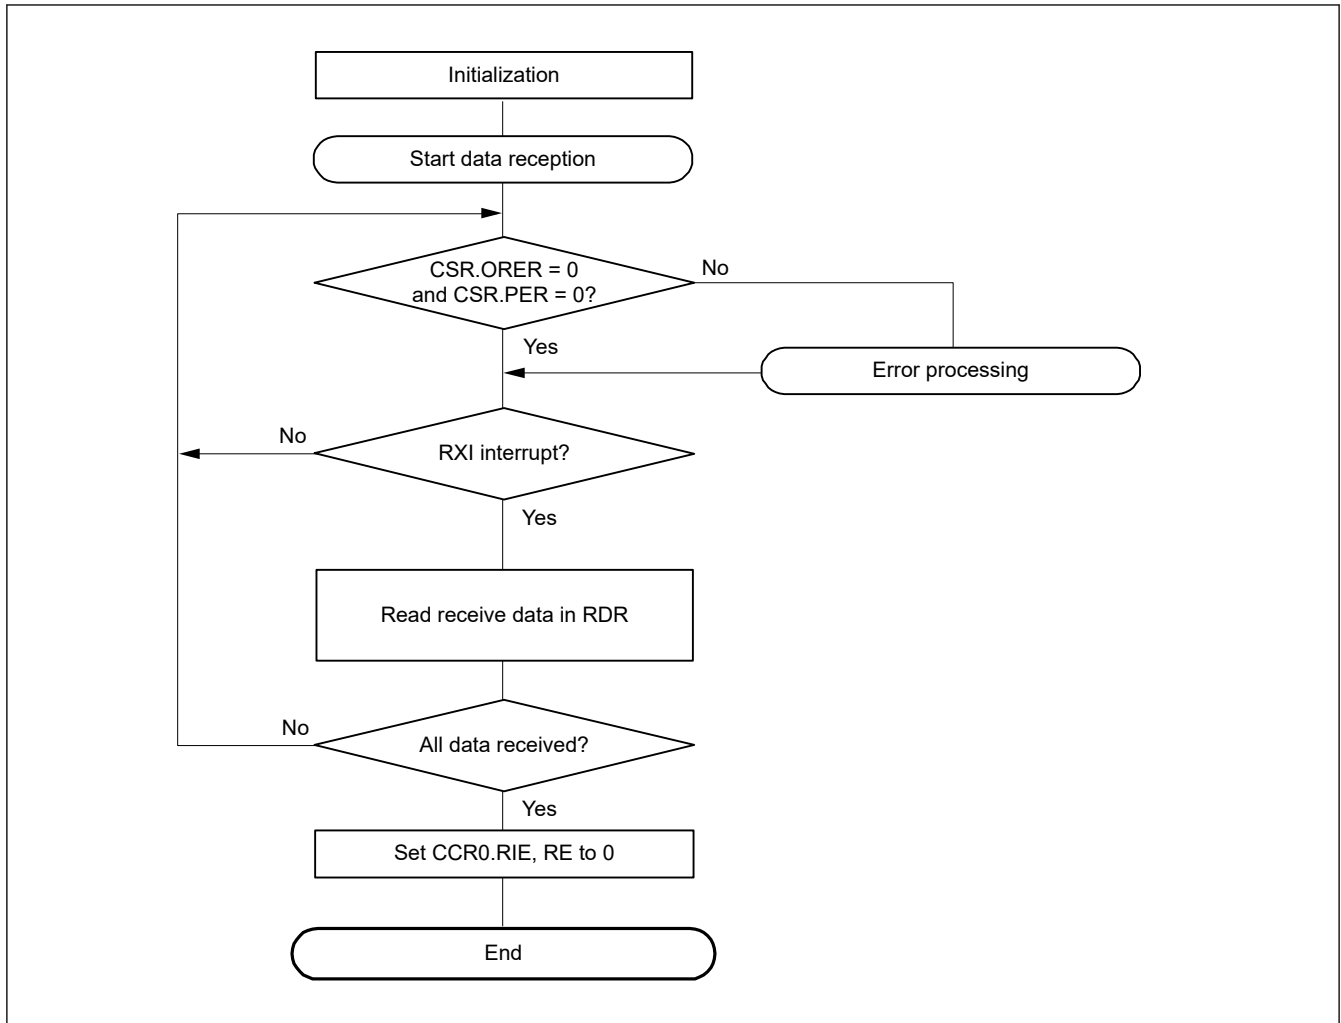 Initialization
Start data reception
CSR.ORER = 0
and CSR.PER = 0?
No
Yes
Error processing
No
RXI interrupt?
Yes
Read receive data in RDR
No
All data received?
Yes
Set CCR0.RIE, RE to 0
End